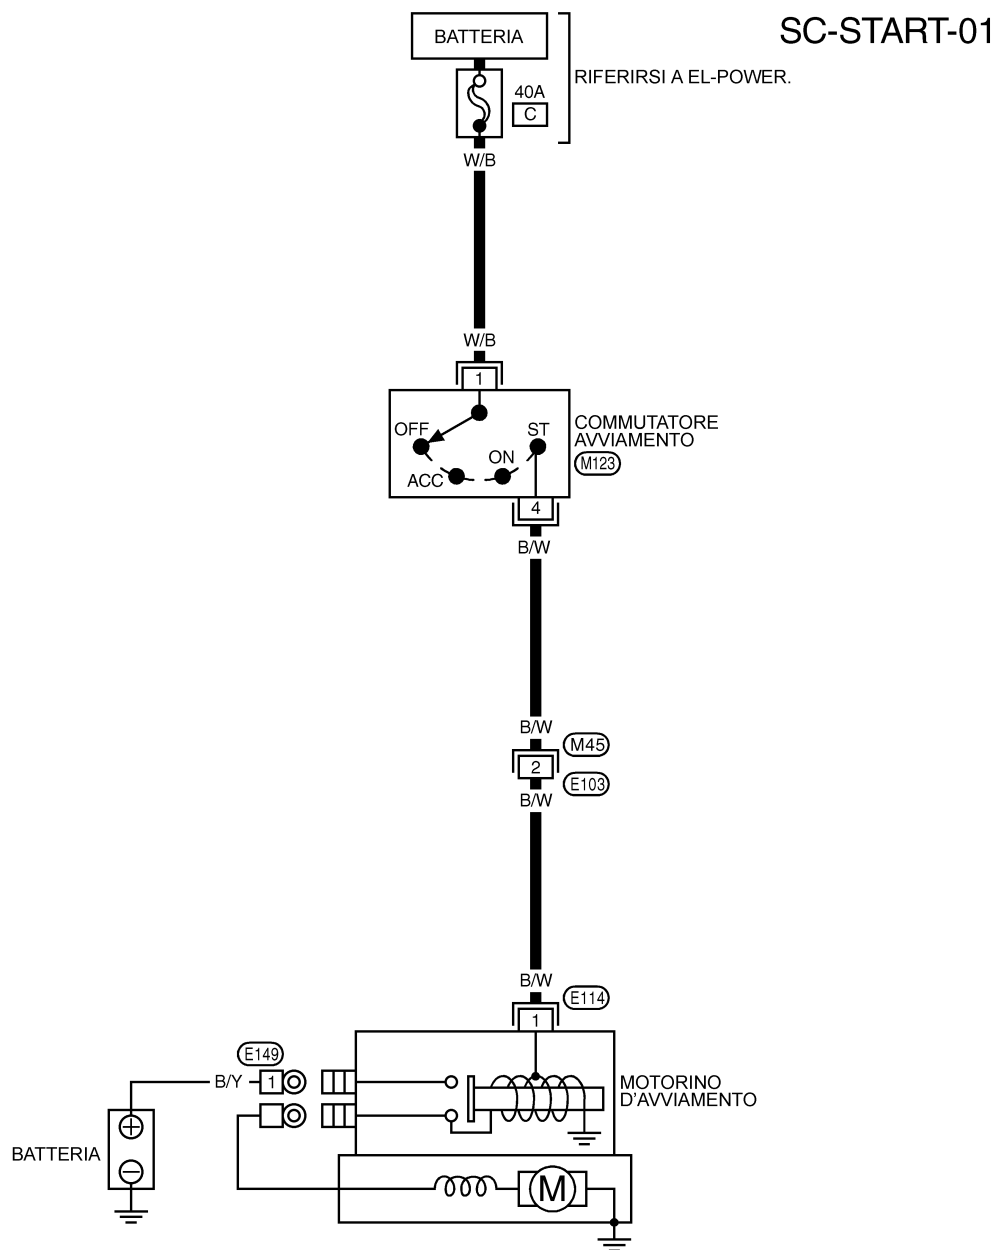 SC-START-01
BATTERIA
RIFERIRSI A EL-POWER.
40A
C
W/B
W/B
1
OFF
ST
ON
ACC
COMMUTATORE
AVVIAMENTO
M123
4
B/W
B/W
M45
2
E103
B/W
B/W
E114
1
E149
B/Y
1
MOTORINO
D'AVVIAMENTO
BATTERIA
+
−
M